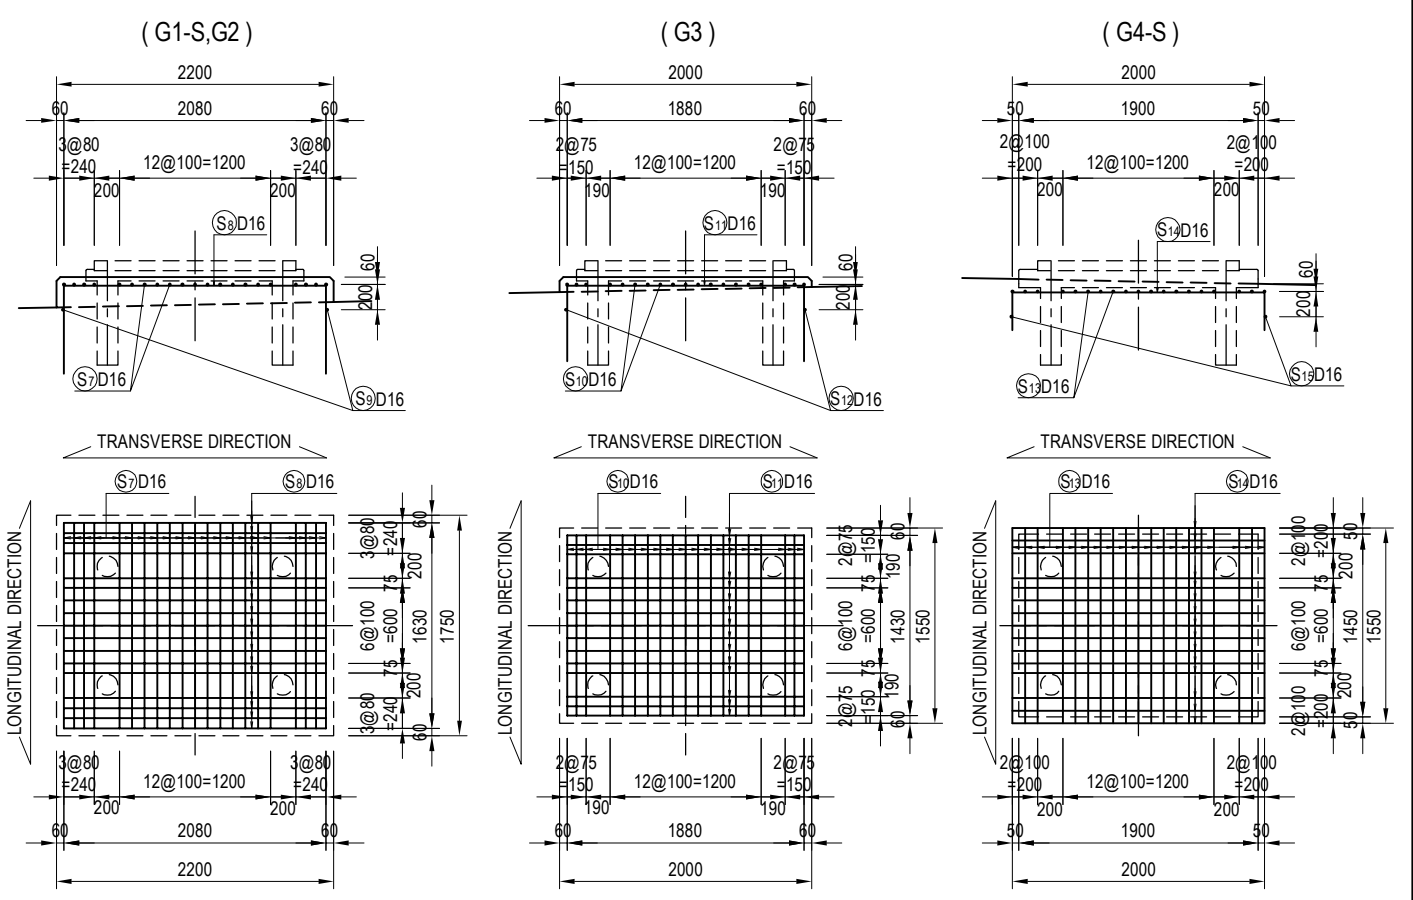 ( G1-S,G2 )
2200
60 2080 60
3@80 3@80
=240 12@100=1200 =240
200 200
S8 D16
60
200
S7 D16
S9 D16
TRANSVERSE DIRECTION
S7 D16 S8 D16
LONGITUDINAL DIRECTION
60
3@80
=240
200
75
6@100
=600
1630
1750
75
200
3@80
=240
60
3@80 3@80
=240 12@100=1200 =240
200 200
60 2080 60
2200
( G3 )
2000
60 1880 60
2@75 2@75
=150 12@100=1200 =150
190 190
S11 D16
60
200
S10 D16
S12 D16
TRANSVERSE DIRECTION
S10 D16 S11 D16
LONGITUDINAL DIRECTION
60
2@75
=150
190
75
6@100
=600
1430
1550
75
190
2@75
=150
60
2@75 2@75
=150 12@100=1200 =150
190 190
60 1880 60
2000
( G4-S )
2000
50 1900 50
2@100 2@100
=200 12@100=1200 =200
200 200
S14 D16
60
200
S13 D16
S15 D16
TRANSVERSE DIRECTION
S13 D16 S14 D16
LONGITUDINAL DIRECTION
50
2@100
=200
200
75
6@100
=600
1450
1550
75
200
2@100
=200
50
2@100 2@100
=200 12@100=1200 =200
200 200
50 1900 50
2000